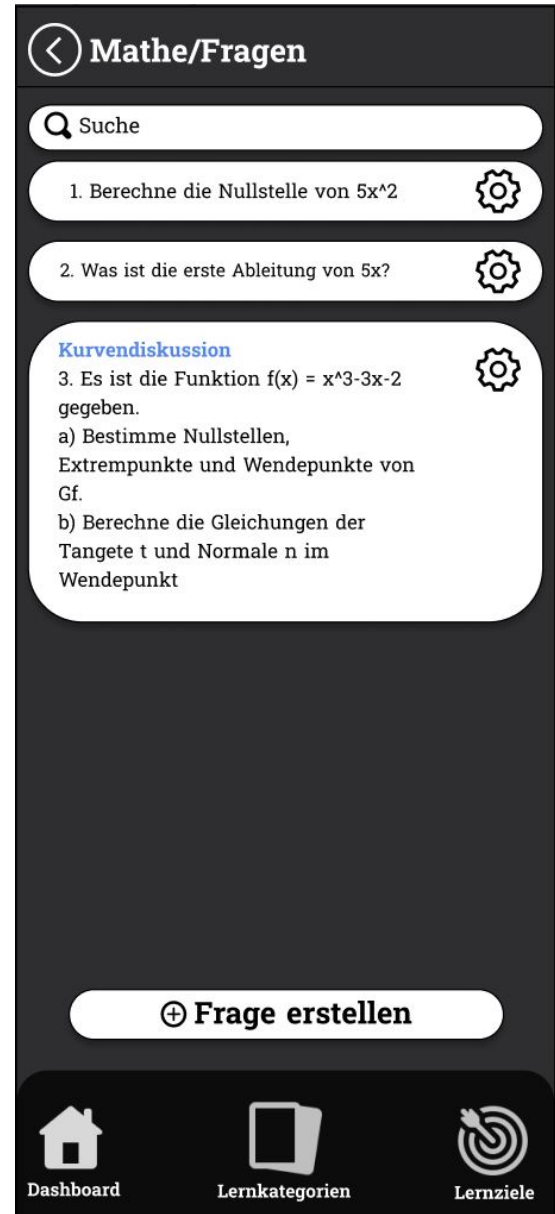 Mathe/Fragen
Suche
1. Berechne die Nullstelle von 5x^2
2. Was ist die erste Ableitung von 5x?
Kurvendiskussion
3. Es ist die Funktion f(x) = x^3-3x-2
gegeben.
a) Bestimme Nullstellen,
Extrempunkte und Wendepunkte von
Gf.
b) Berechne die Gleichungen der
Tangete t und Normale n im
Wendepunkt
Frage erstellen
Dashboard
Lernkategorien
Lernziele